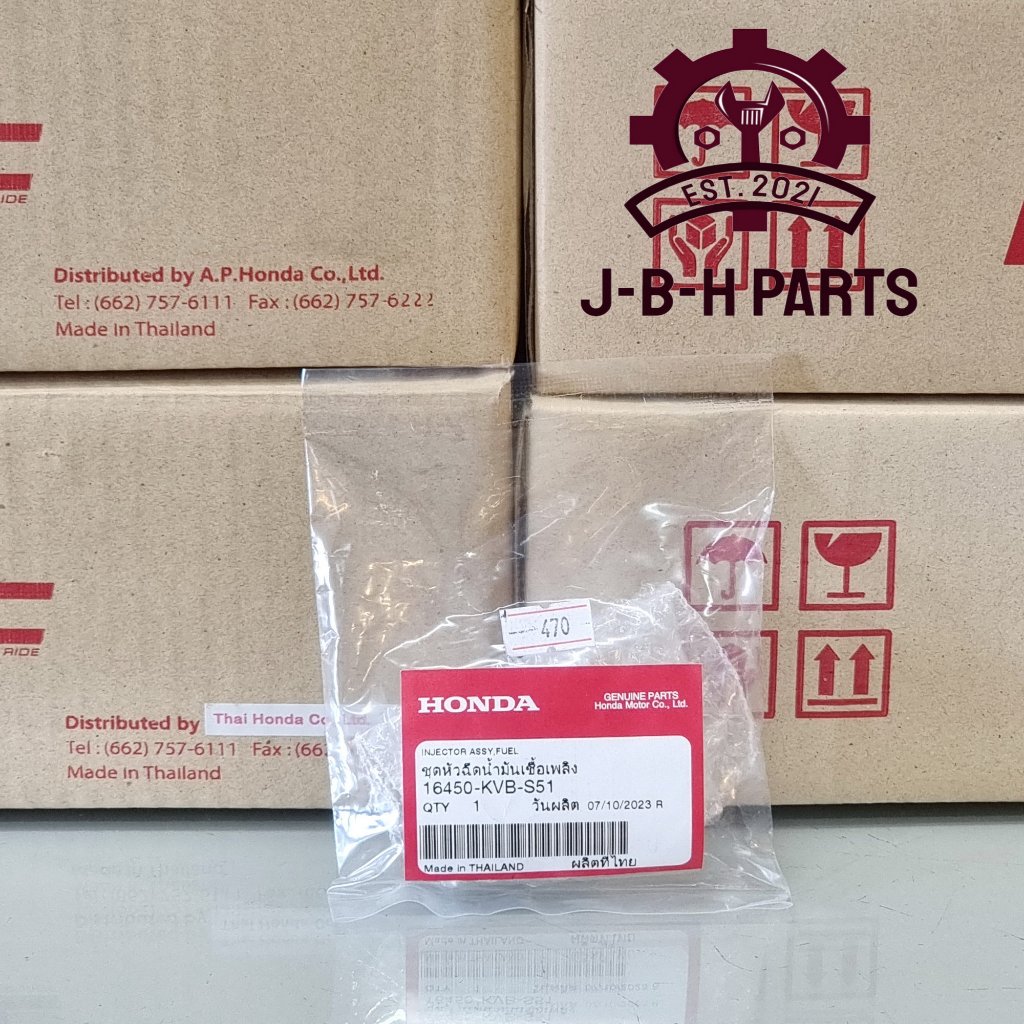 EST. 2021
J-B-H PARTS
RIDE
Distributed by A.P.Honda Co.,Ltd.
Tel : (662) 757-6111 Fax : (662) 757-6222
Made in Thailand
RIDE
Distributed by Thai Honda Co., Ltd.
Tel : (662) 757-6111 Fax : (662)
Made in Thailand
470
HONDA
GENUINE PARTS
Honda Motor Co., Ltd.
INJECTOR ASSY,FUEL
ชุดหัวฉีดน้ำมันเชื้อเพลิง
16450-KVB-S51
QTY 1 วันผลิต 07/10/2023 R
Made in THAILAND ผลิตที่ไทย